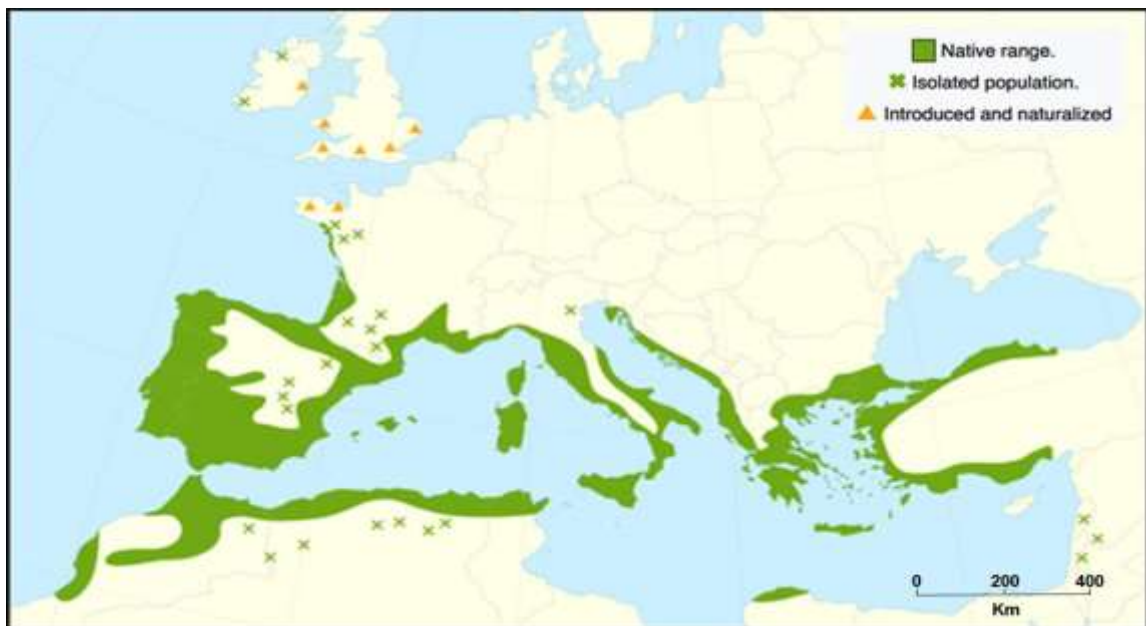 Native range.
Isolated population.
Introduced and naturalized
0 200 400
Km